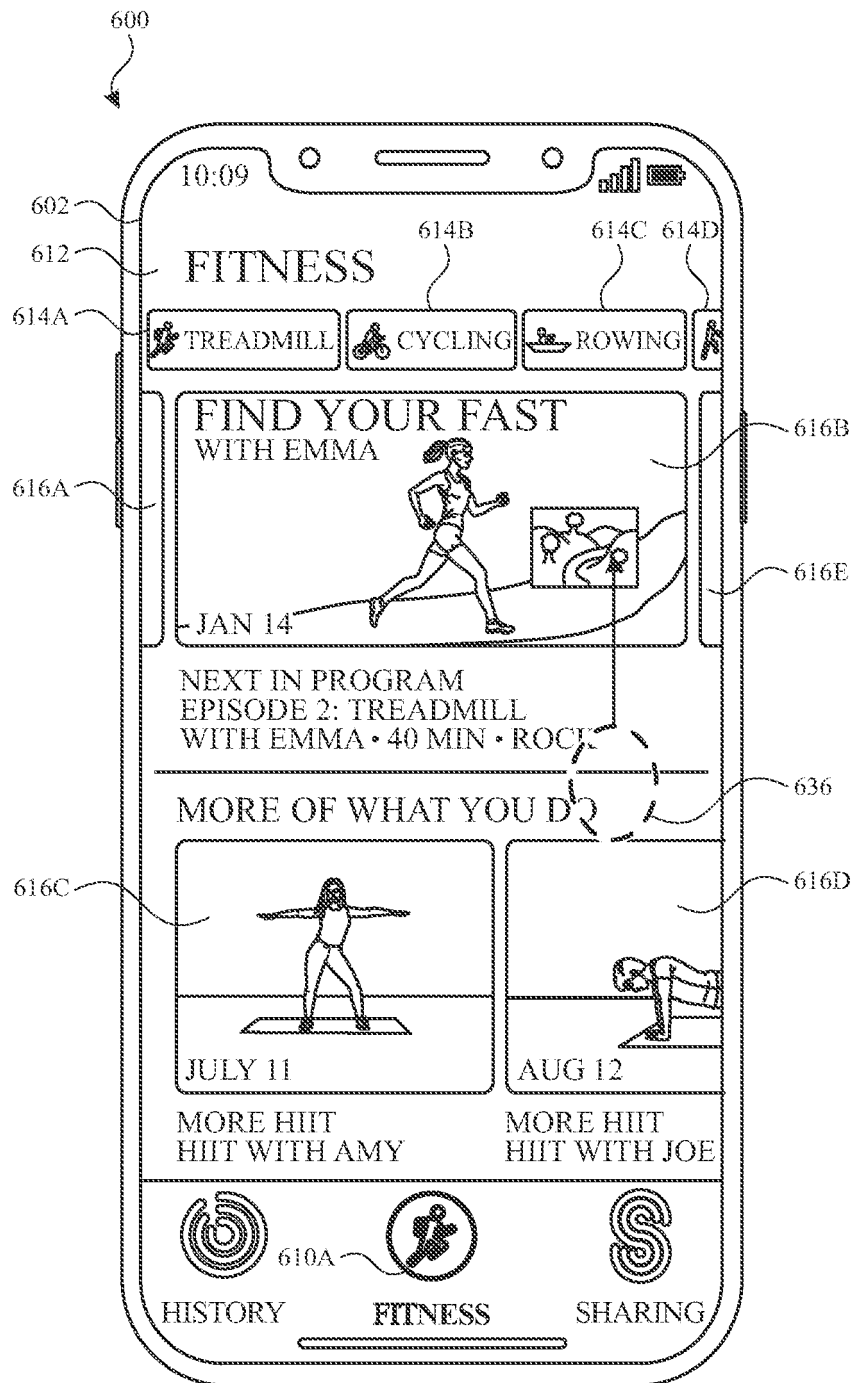 600
10:09
602
612
FITNESS
614B
614C
614D
614A
TREADMILL
CYCLING
ROWING
FIND YOUR FAST
WITH EMMA
616B
616A
616E
JAN 14
NEXT IN PROGRAM
EPISODE 2: TREADMILL
WITH EMMA • 40 MIN • ROCK
636
MORE OF WHAT YOU DO
616C
616D
JULY 11
AUG 12
MORE HIIT
HIIT WITH AMY
MORE HIIT
HIIT WITH JOE
610A
HISTORY
FITNESS
SHARING